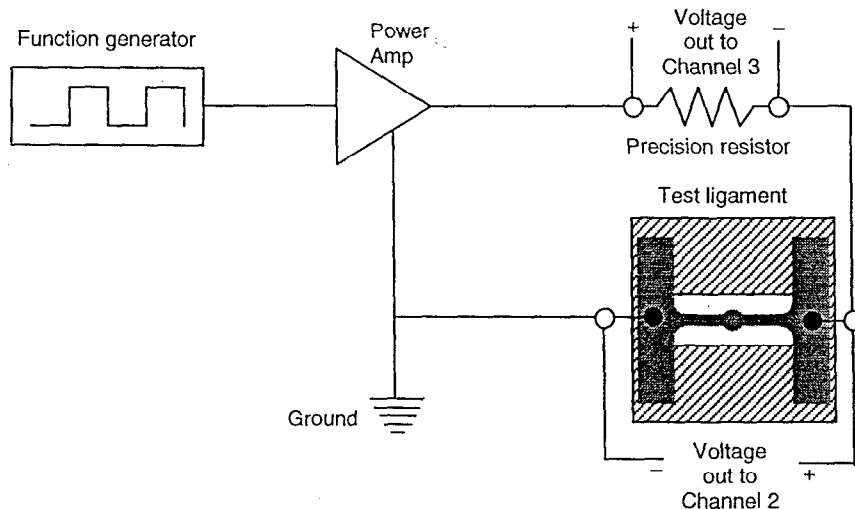 Function generator
Power
Amp
+
Voltage
out to
Channel 3
−
Precision resistor
Test ligament
Ground
−
Voltage
out to
Channel 2
+